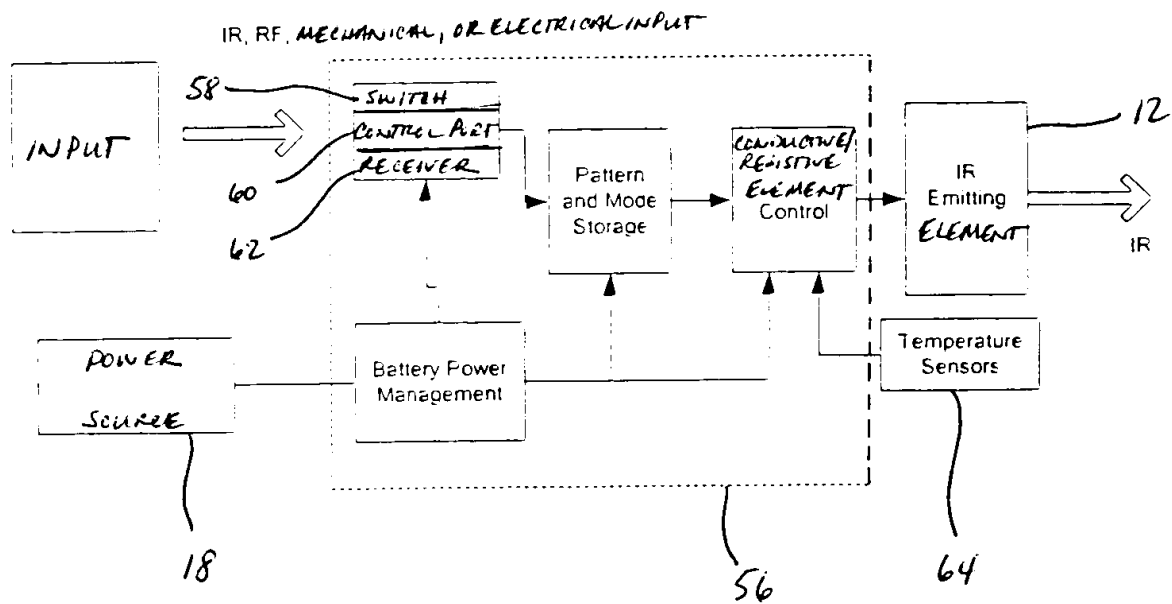 IR, RF, MECHANICAL, OR ELECTRICAL INPUT
INPUT
58
SWITCH
CONTROL PORT
RECEIVER
60
62
Pattern
and Mode
Storage
CONDUCTIVE/
RESISTIVE
ELEMENT
Control
IR
Emitting
ELEMENT
12
IR
POWER
SOURCE
Battery Power
Management
Temperature
Sensors
18
56
64